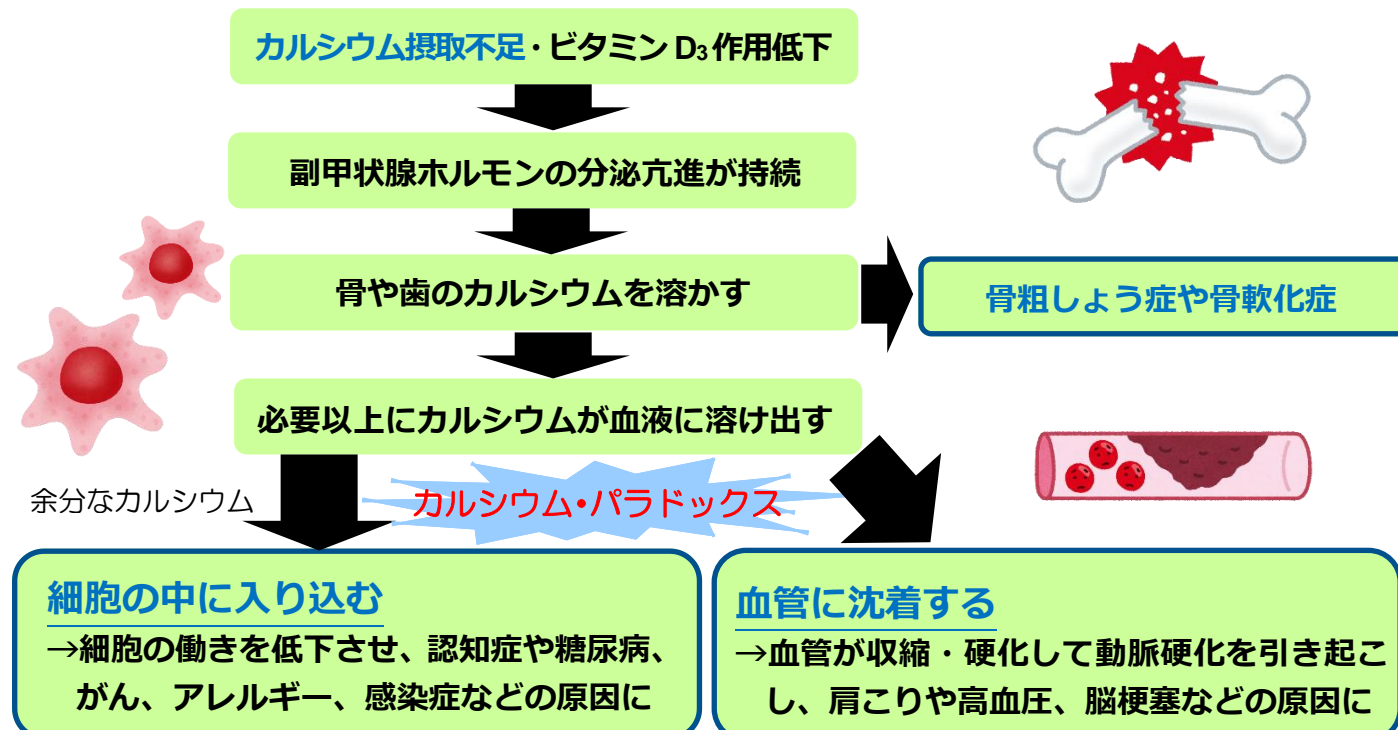 カルシウム摂取不足・ビタミンD₃作用低下
副甲状腺ホルモンの分泌亢進が持続
骨や歯のカルシウムを溶かす
骨粗しょう症や骨軟化症
必要以上にカルシウムが血液に溶け出す
余分なカルシウム
カルシウム・パラドックス
細胞の中に入り込む
→細胞の働きを低下させ、認知症や糖尿病、
がん、アレルギー、感染症などの原因に
血管に沈着する
→血管が収縮・硬化して動脈硬化を引き起こ
し、肩こりや高血圧、脳梗塞などの原因に